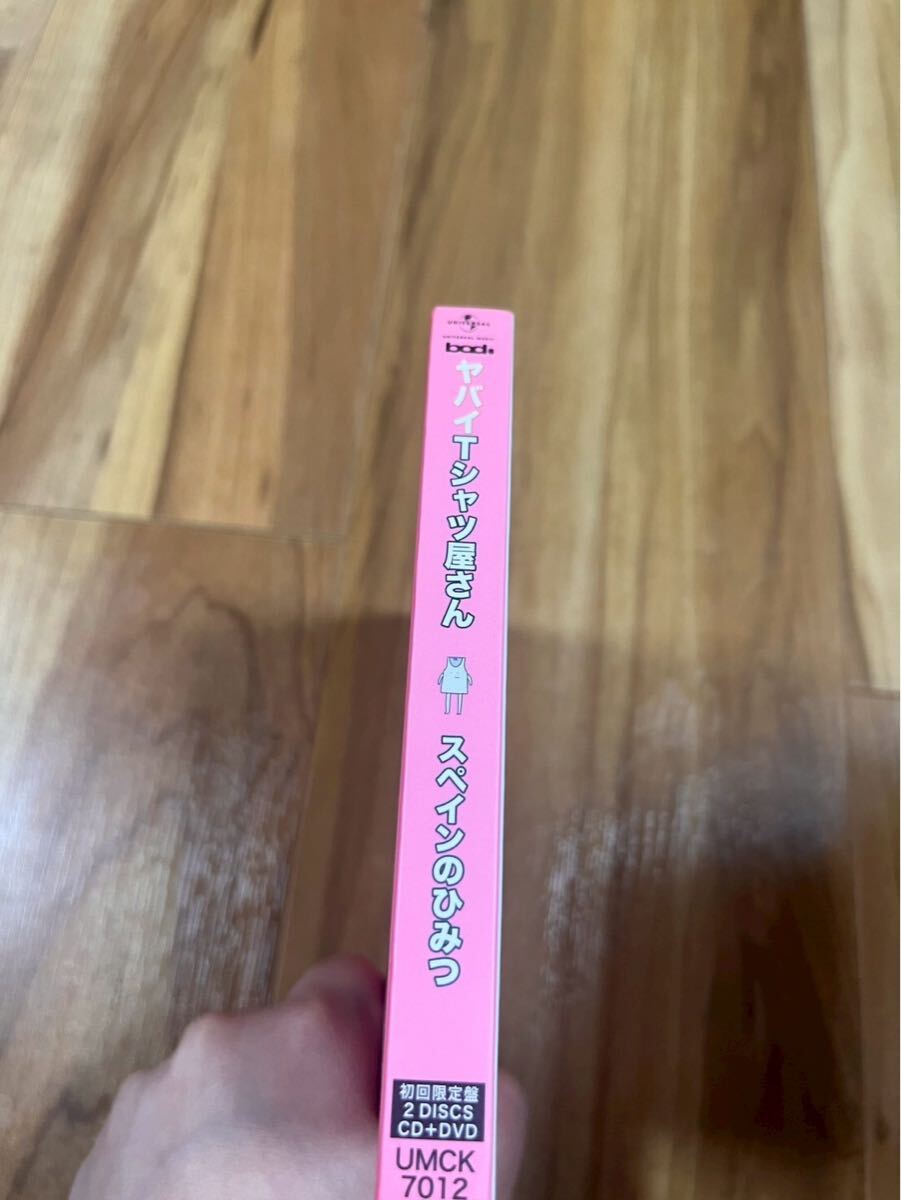 UNIVERSAL
UNIVERSAL MUSIC
bad.
ヤバイTシャツ屋さん
スペインのひみつ
初回限定盤
2 DISCS
CD+DVD
UMCK
7012